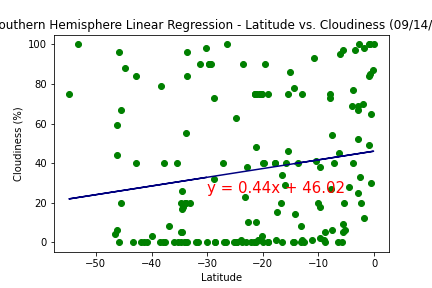 outhern Hemisphere Linear Regression - Latitude vs. Cloudiness (09/14/
100
80
60
40
20
0
Cloudiness (%)
y = 0.44x + 46.02
−50 −40 −30 −20 −10 0
Latitude